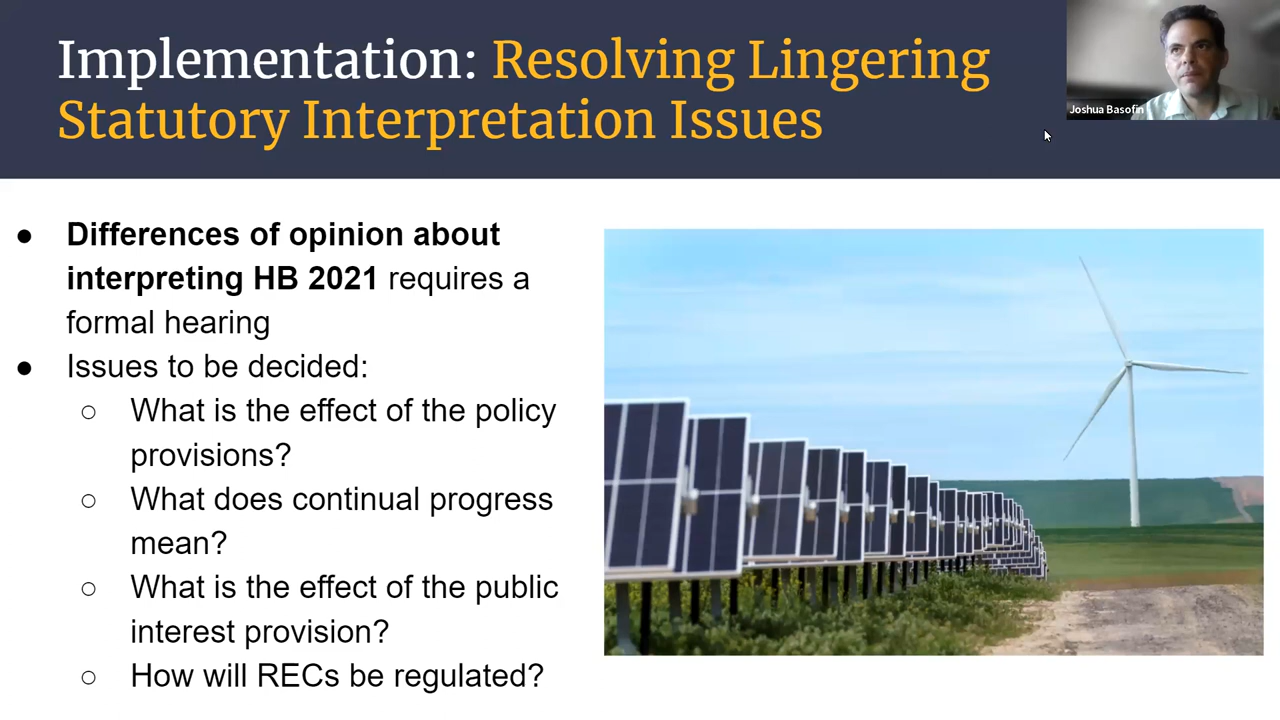 Implementation: Resolving Lingering
Statutory Interpretation Issues
Joshua Basofin
● Differences of opinion about
interpreting HB 2021 requires a
formal hearing
● Issues to be decided:
○ What is the effect of the policy
provisions?
○ What does continual progress
mean?
○ What is the effect of the public
interest provision?
○ How will RECs be regulated?